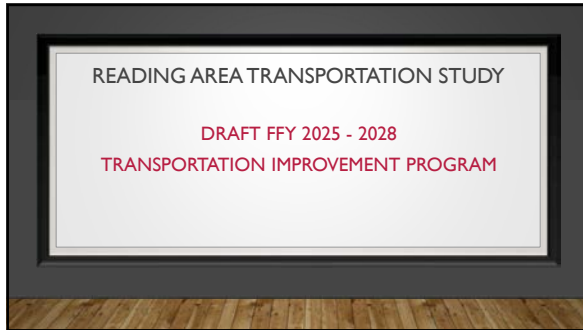 READING AREA TRANSPORTATION STUDY
DRAFT FFY 2025 - 2028
TRANSPORTATION IMPROVEMENT PROGRAM